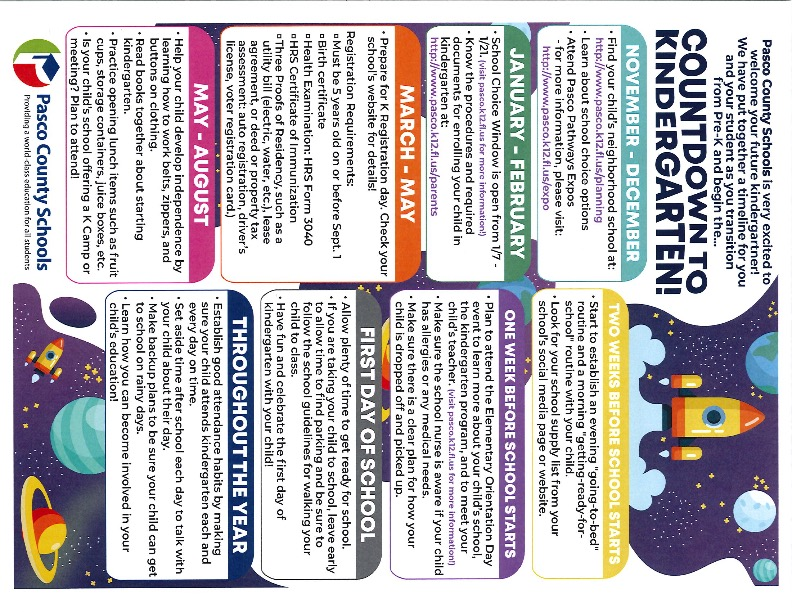 Pasco County Schools is very excited to
welcome your future kindergartner!
We have put together a timeline for you
and your students as you transition
from Pre-K and begin the...
COUNTDOWN TO
KINDERGARTEN!
NOVEMBER - DECEMBER
• Find your child's neighborhood school at:
http://www.pasco.k12.fl.us/planning
• Learn about school choice options
• Attend Pasco Pathways Expos
- for more information, please visit:
http://www.pasco.k12.fl.us/expo
JANUARY - FEBRUARY
• School Choice Window is open from 1/7 -
1/21. (visit pasco.k12.fl.us for more information!)
• Know the procedures and required
documents for enrolling your child in
Kindergarten at:
http://www.pasco.k12.fl.us/parents
MARCH - MAY
• Prepare for K Registration day. Check your
school's website for details!
Registration Requirements:
Must be 5 years old on or before Sept. 1
Birth certificate
Health Examination: HRS Form 3040
HRS Certificate of Immunization
Three Proofs of Residency, such as a
utility bill (electric, water, etc), lease
agreement, a deed or property tax
assessment: auto registration, driver's
license, voter registration card,)
MAY - AUGUST
• Help your child develop independence by
learning how to work belts, zippers, and
buttons on clothing.
• Read books together about starting
kindergarten.
• Practice opening lunch items such as fruit
cups, storage containers, juice boxes, etc.
• Is your child's school offering a K Camp or
meeting? Plan to attend!
Pasco County Schools
Providing a world class education for all students
TWO WEEKS BEFORE SCHOOL STARTS
• Start to establish an evening "going-to-bed"
routine and a morning "getting-ready-for-
school" routine with your child.
• Look for your school supply list from your
school's social media page or website.
ONE WEEK BEFORE SCHOOL STARTS
• Plan to attend the Elementary Orientation Day
event to learn more about your child's school,
the kindergarten program, and to meet your
child's teacher. (visit pasco.k12.fl.us for more information!)
• Make sure the school nurse is aware if your child
has allergies or any medical needs.
• Make sure there is a clear plan for how your
child is dropped off and picked up.
FIRST DAY OF SCHOOL
• Allow plenty of time to get ready for school.
• If you are taking your child to school, leave early
to allow time to find parking and be sure to
follow the school guidelines for walking your
child to class.
• Have fun and celebrate the first day of
kindergarten with your child!
THROUGHOUT THE YEAR
• Establish good attendance habits by making
sure your child attends kindergarten each and
every day on time.
• Set aside time after school each day to talk with
your child about their day.
• Make backup plans to be sure your child can get
to school on rainy days.
• Learn how you can become involved in your
child's education!